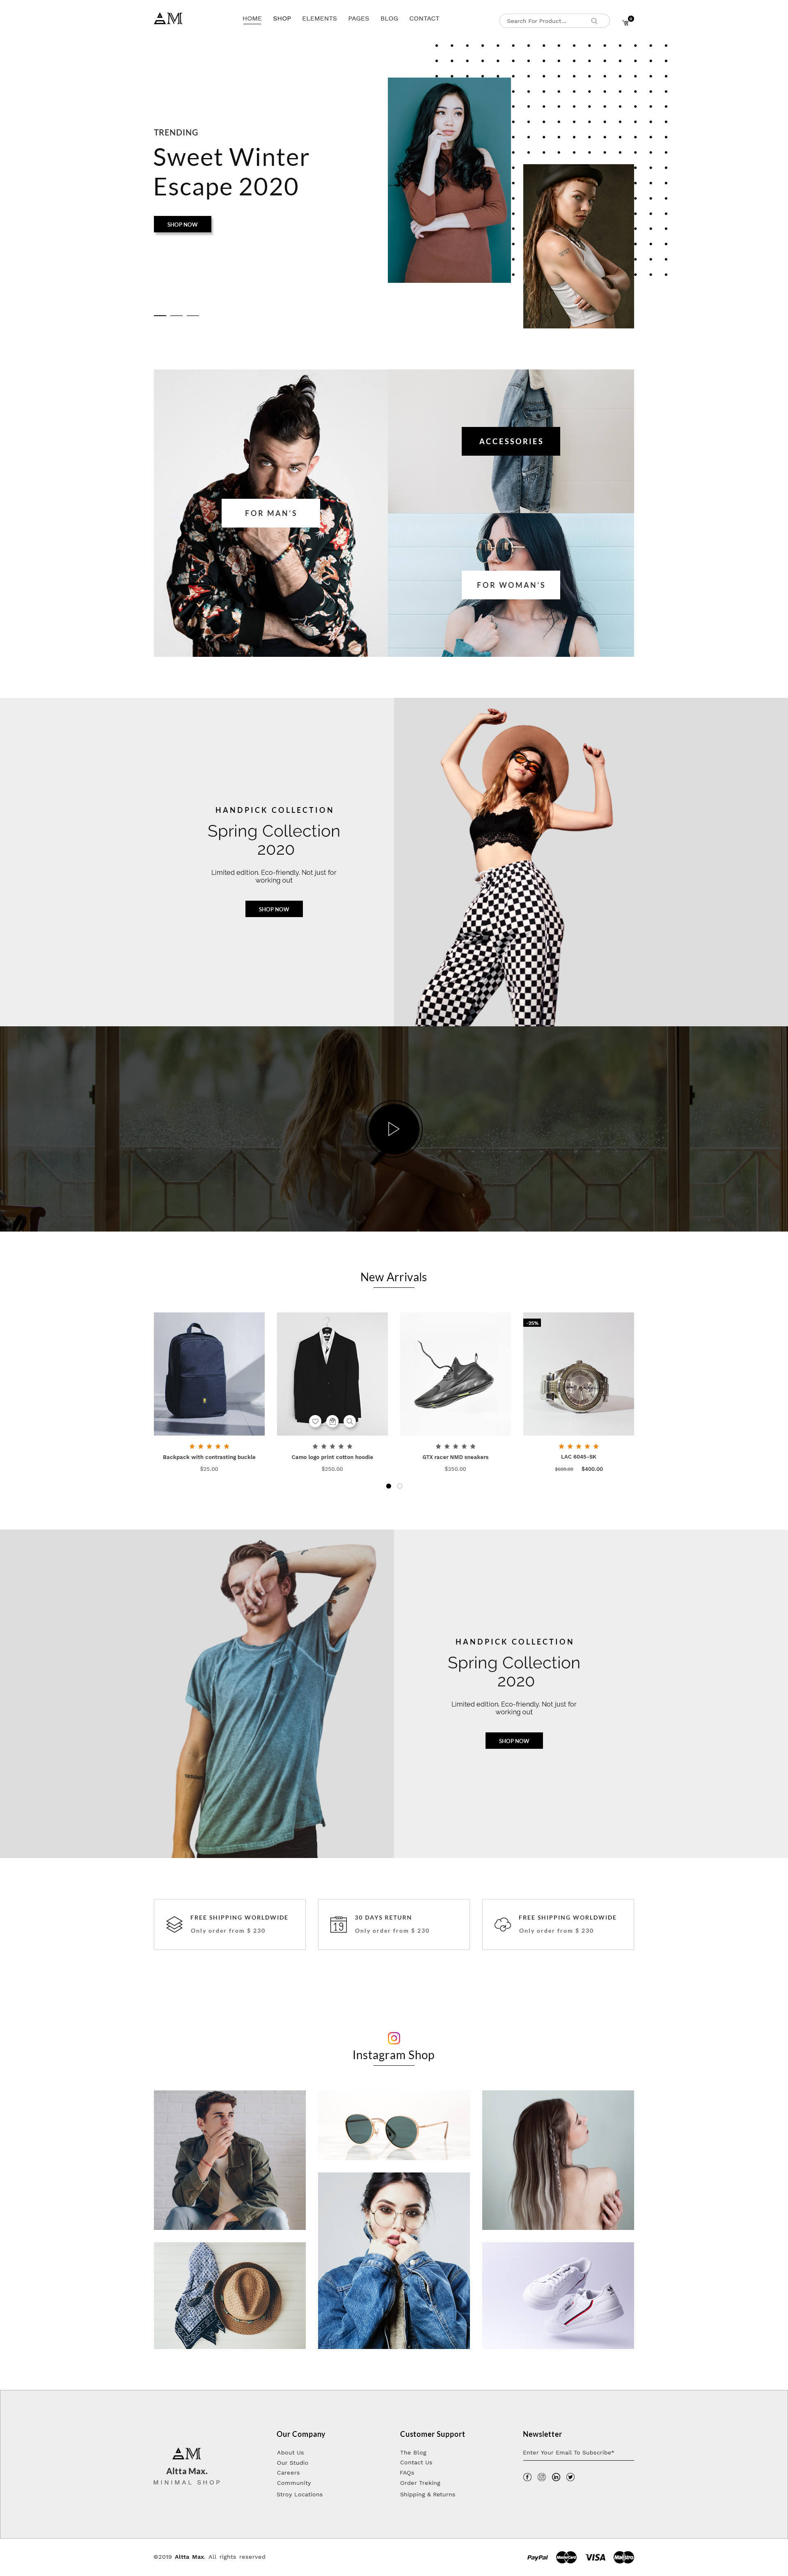 AM
HOME SHOP ELEMENTS PAGES BLOG CONTACT
Search For Product...
0
TRENDING
Sweet Winter
Escape 2020
SHOP NOW
FOR MAN'S
ACCESSORIES
FOR WOMAN'S
HANDPICK COLLECTION
Spring Collection
2020
Limited edition. Eco-friendly. Not just for
working out
SHOP NOW
New Arrivals
-25%
Backpack with contrasting buckle
$25.00
Camo logo print cotton hoodie
$250.00
GTX racer NMD sneakers
$350.00
LAC 6045-SK
$400.00
HANDPICK COLLECTION
Spring Collection
2020
Limited edition. Eco-friendly. Not just for
working out
SHOP NOW
FREE SHIPPING WORLDWIDE
Only order from $ 230
19
30 DAYS RETURN
Only order from $ 230
FREE SHIPPING WORLDWIDE
Only order from $ 230
Instagram Shop
AM
Altta Max.
MINIMAL SHOP
Our Company
About Us
Our Studio
Careers
Community
Stroy Locations
Customer Support
The Blog
Contact Us
FAQs
Order Treking
Shipping & Returns
Newsletter
Enter Your Email To Subscribe*
©2019 Altta Max. All rights reserved
PayPal MasterCard VISA Maestro